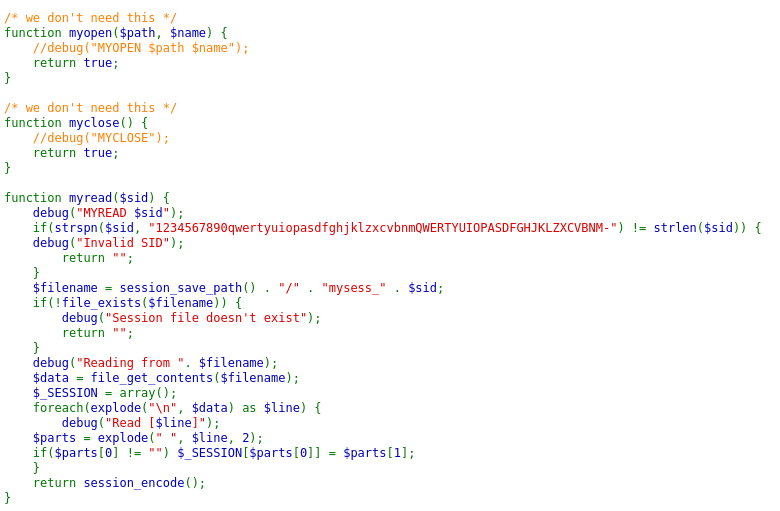 /* we don't need this */
function myopen($path, $name) {
    //debug("MYOPEN $path $name");
    return true;
}

/* we don't need this */
function myclose() {
    //debug("MYCLOSE");
    return true;
}

function myread($sid) {
    debug("MYREAD $sid");
    if(strspn($sid, "1234567890qwertyuiopasdfghjklzxcvbnmQWERTYUIOPASDFGHJKLZXCVBNM-") != strlen($sid)) {
    debug("Invalid SID");
        return "";
    }
    $filename = session_save_path() . "/" . "mysess_" . $sid;
    if(!file_exists($filename)) {
        debug("Session file doesn't exist");
        return "";
    }
    debug("Reading from ". $filename);
    $data = file_get_contents($filename);
    $_SESSION = array();
    foreach(explode("\n", $data) as $line) {
        debug("Read [$line]");
    $parts = explode(" ", $line, 2);
    if($parts[0] != "") $_SESSION[$parts[0]] = $parts[1];
    }
    return session_encode();
}